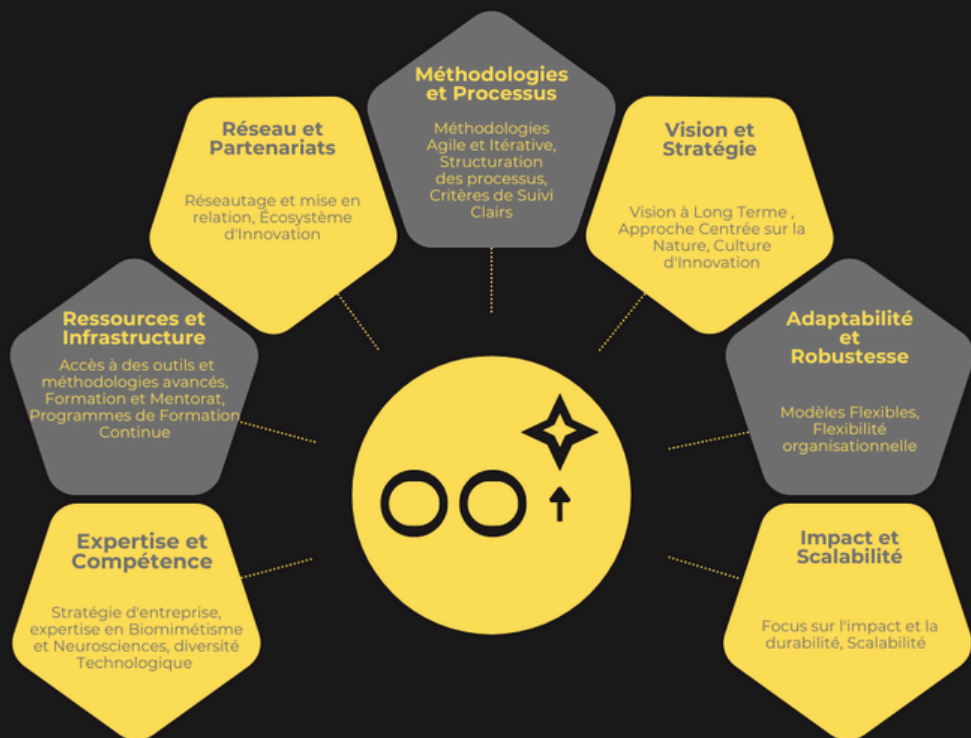 Méthodologies
et Processus
Méthodologies
Agile et Itérative,
Structuration
des processus,
Critères de Suivi
Clairs
Réseau et
Partenariats
Réseautage et mise en
relation, Écosystème
d'Innovation
Vision et
Stratégie
Vision à Long Terme ,
Approche Centrée sur la
Nature, Culture
d'Innovation
Ressources et
Infrastructure
Accès à des outils et
méthodologies avancés,
Formation et Mentorat,
Programmes de Formation
Continue
Adaptabilité
et
Robustesse
Modèles Flexibles,
Flexibilité
organisationnelle
Expertise et
Compétence
Stratégie d'entreprise,
expertise en Biomimétisme
et Neurosciences, diversité
Technologique
Impact et
Scalabilité
Focus sur l'impact et la
durabilité, Scalabilité